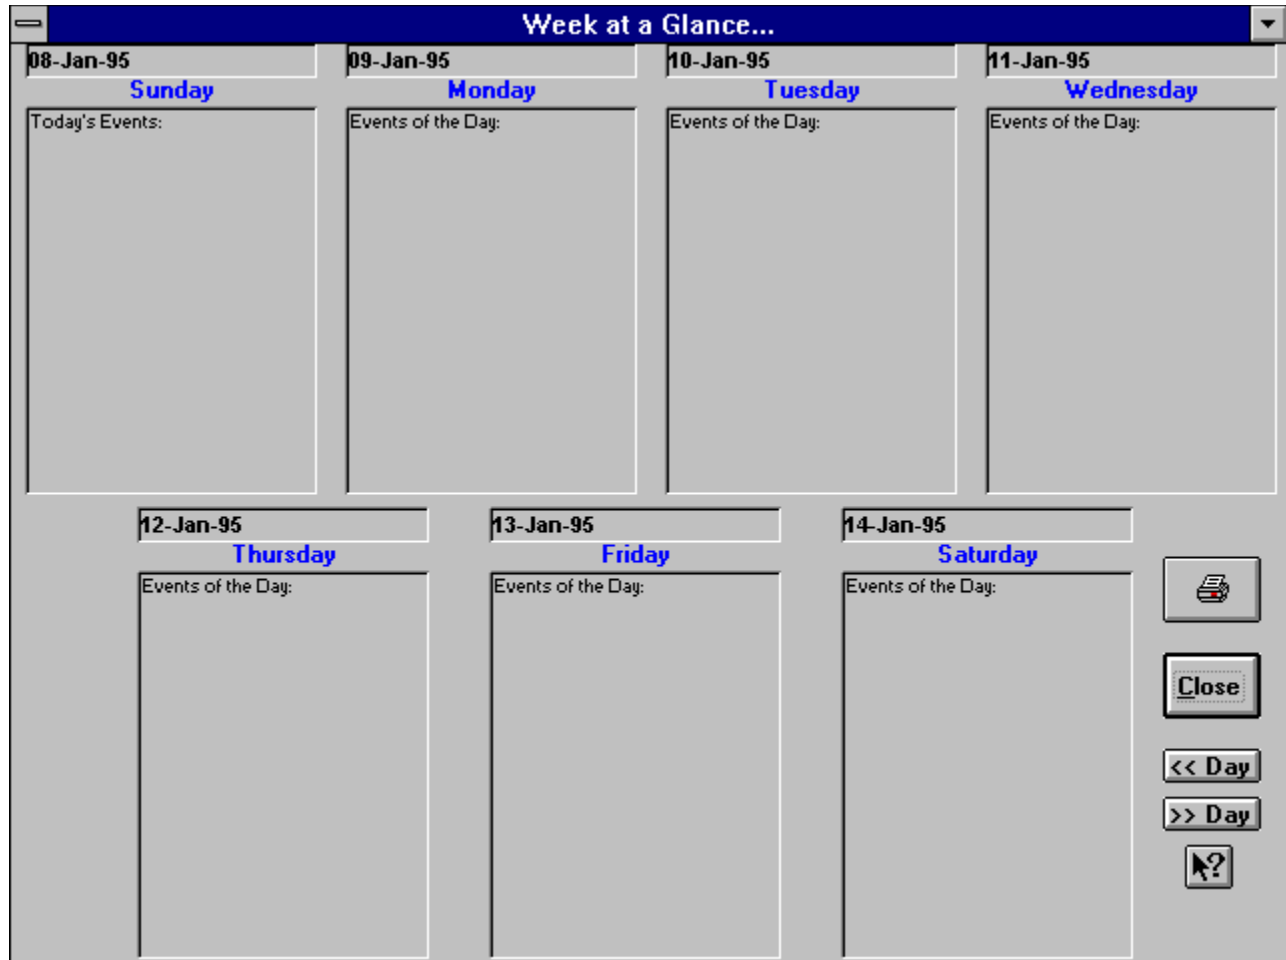 Week at a Glance...
08-Jan-95
Sunday
Today's Events:
09-Jan-95
Monday
Events of the Day:
10-Jan-95
Tuesday
Events of the Day:
11-Jan-95
Wednesday
Events of the Day:
12-Jan-95
Thursday
Events of the Day:
13-Jan-95
Friday
Events of the Day:
14-Jan-95
Saturday
Events of the Day:
Close
<< Day
>> Day
?